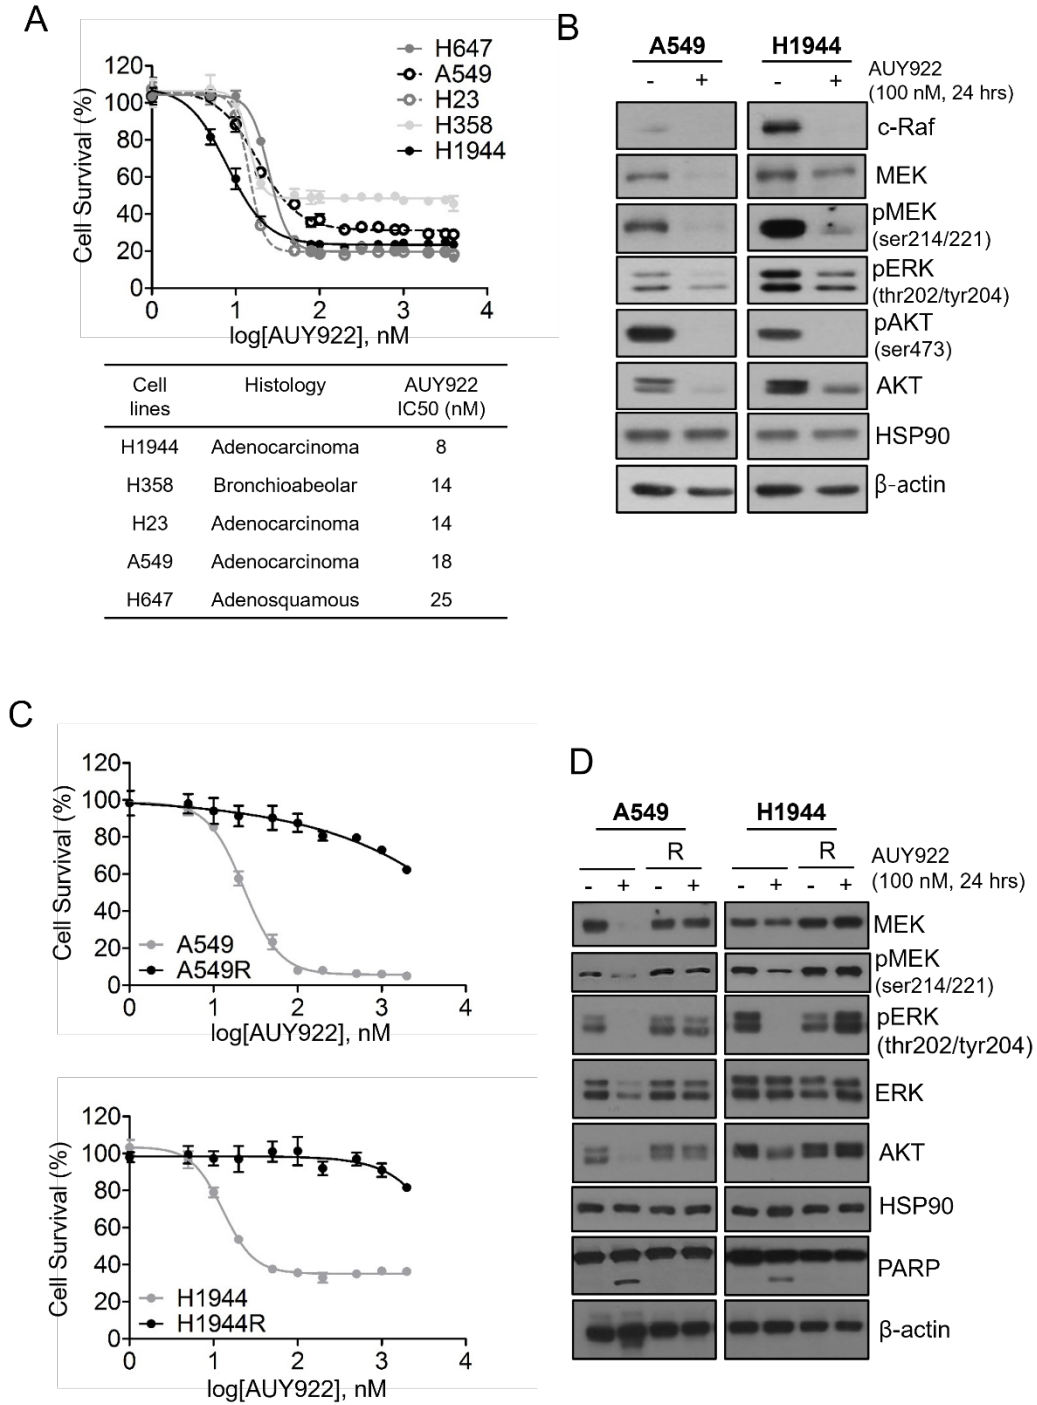 A
H647
A549
H23
H358
H1944
120
100
80
60
40
20
0
0 1 2 3 4
Cell Survival (%)
log[AUY922], nM
Cell lines Histology AUY922 IC50 (nM)
H1944 Adenocarcinoma 8
H358 Bronchioabeolar 14
H23 Adenocarcinoma 14
A549 Adenocarcinoma 18
H647 Adenosquamous 25
B
A549 H1944
- + - + AUY922
(100 nM, 24 hrs)
c-Raf
MEK
pMEK
(ser214/221)
pERK
(thr202/tyr204)
pAKT
(ser473)
AKT
HSP90
β-actin
C
120
100
80
60
40
20
0
0 1 2 3 4
Cell Survival (%)
A549
A549R
log[AUY922], nM
120
100
80
60
40
20
0
0 1 2 3 4
Cell Survival (%)
H1944
H1944R
log[AUY922], nM
D
A549 H1944
R R AUY922
- + - + - + - + (100 nM, 24 hrs)
MEK
pMEK
(ser214/221)
pERK
(thr202/tyr204)
ERK
AKT
HSP90
PARP
β-actin